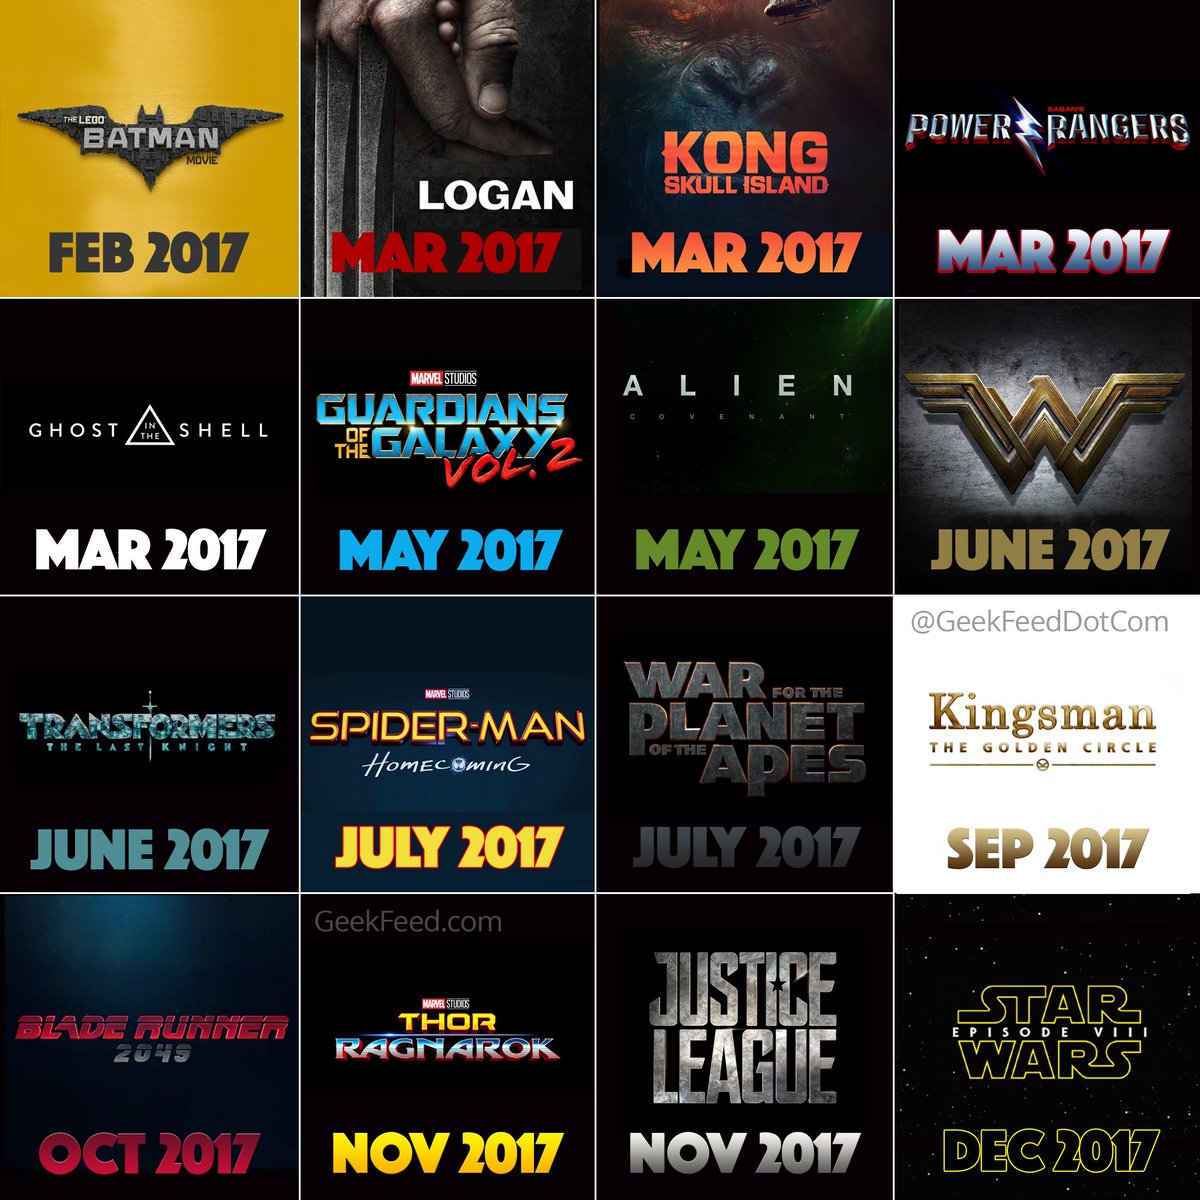 THE LEGO
BATMAN
MOVIE
FEB 2017
LOGAN
MAR 2017
KONG
SKULL ISLAND
MAR 2017
SABAN'S
POWER RANGERS
MAR 2017
GHOST IN THE SHELL
MAR 2017
MARVEL STUDIOS
GUARDIANS
OF THE GALAXY
VOL. 2
MAY 2017
ALIEN
COVENANT
MAY 2017
W
JUNE 2017
TRANSFORMERS
THE LAST KNIGHT
JUNE 2017
MARVEL STUDIOS
SPIDER-MAN
HOMECOMING
JULY 2017
WAR FOR THE
PLANET
OF THE APES
JULY 2017
@GeekFeedDotCom
Kingsman
THE GOLDEN CIRCLE
SEP 2017
BLADE RUNNER
2049
OCT 2017
GeekFeed.com
MARVEL STUDIOS
THOR
RAGNAROK
NOV 2017
JUSTICE
LEAGUE
NOV 2017
STAR
EPISODE VIII
WARS
DEC 2017